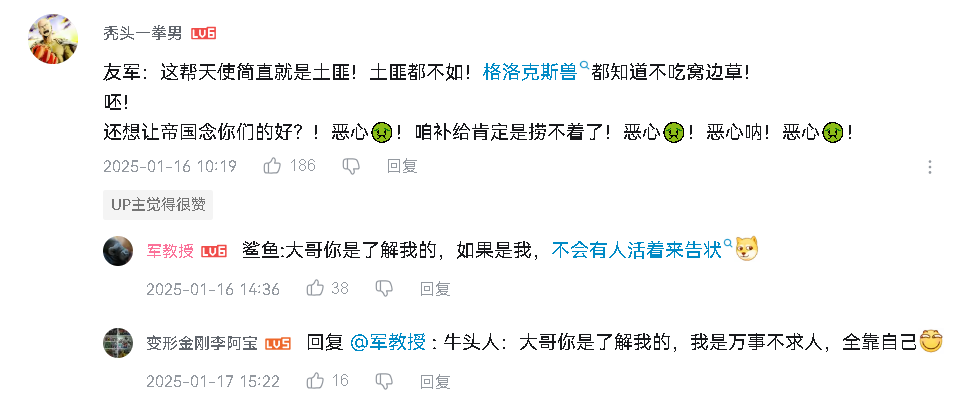 秃头一拳男 LV6
友军：这帮天使简直就是土匪！土匪都不如！格洛克斯兽都知道不吃窝边草！
呸！
还想让帝国念你们的好？！恶心！咱补给肯定是捞不着了！恶心！恶心呐！恶心！
2025-01-16 10:19 186 回复
UP主觉得很赞
军教授 LV6 鲨鱼:大哥你是了解我的，如果是我，不会有人活着来告状
2025-01-16 14:36 38 回复
变形金刚李阿宝 LV5 回复 @军教授 : 牛头人：大哥你是了解我的，我是万事不求人，全靠自己
2025-01-17 15:22 16 回复